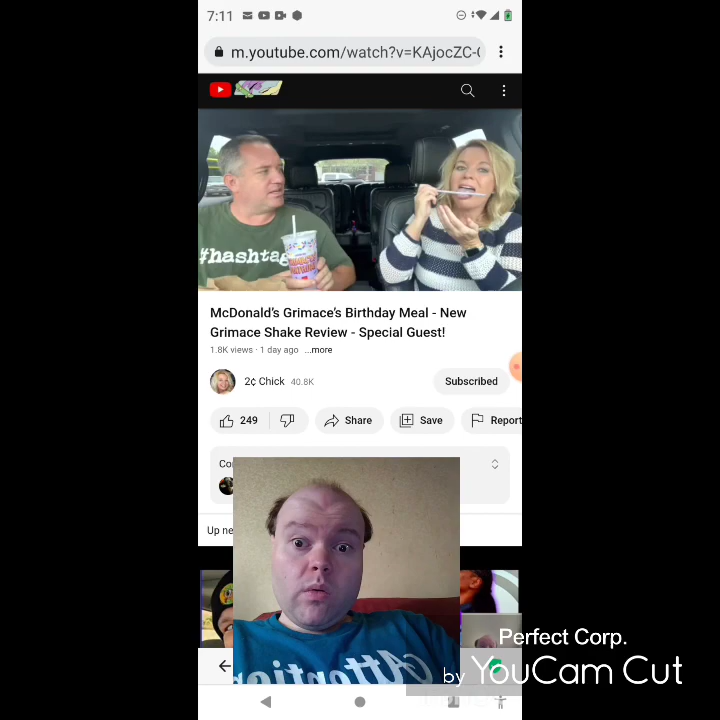 7:11
m.youtube.com/watch?v=KAjocZC-
#hashtag
McDonald’s Grimace’s Birthday Meal - New
Grimace Shake Review - Special Guest!
1.8K views · 1 day ago ...more
2¢ Chick 40.8K
Subscribed
249
Share
Save
Report
Co
Up ne
Attention
Perfect Corp.
by YouCam Cut